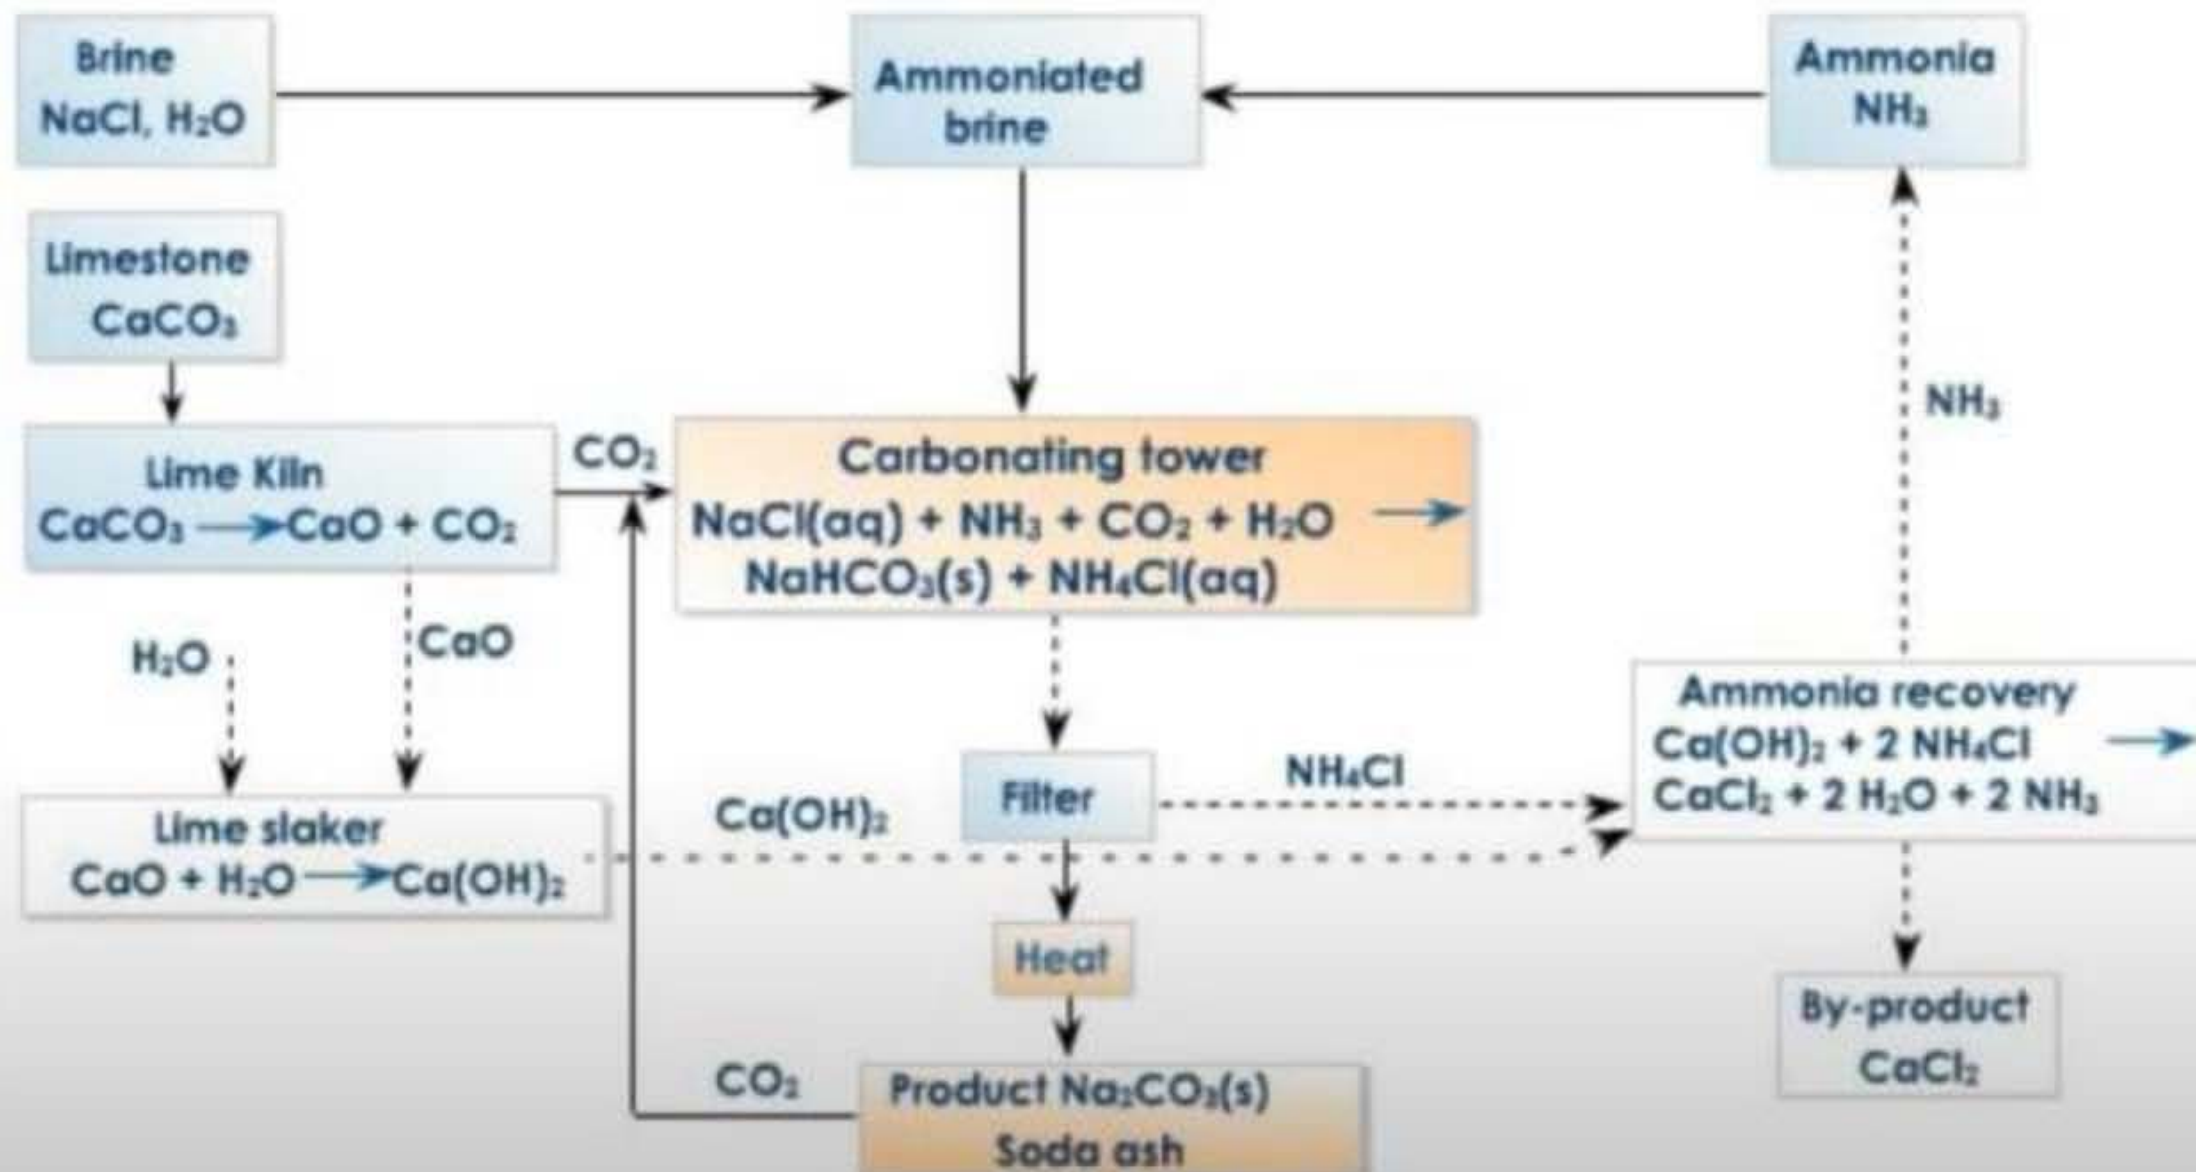 Brine
NaCl, H₂O
Ammoniated
brine
Ammonia
NH₃
Limestone
CaCO₃
Lime Kiln
CaCO₃ → CaO + CO₂
CO₂
Carbonating tower
NaCl(aq) + NH₃ + CO₂ + H₂O →
NaHCO₃(s) + NH₄Cl(aq)
NH₃
H₂O
CaO
Lime slaker
CaO + H₂O → Ca(OH)₂
Ca(OH)₂
Filter
NH₄Cl
Ammonia recovery
Ca(OH)₂ + 2 NH₄Cl →
CaCl₂ + 2 H₂O + 2 NH₃
Heat
CO₂
Product Na₂CO₃(s)
Soda ash
By-product
CaCl₂